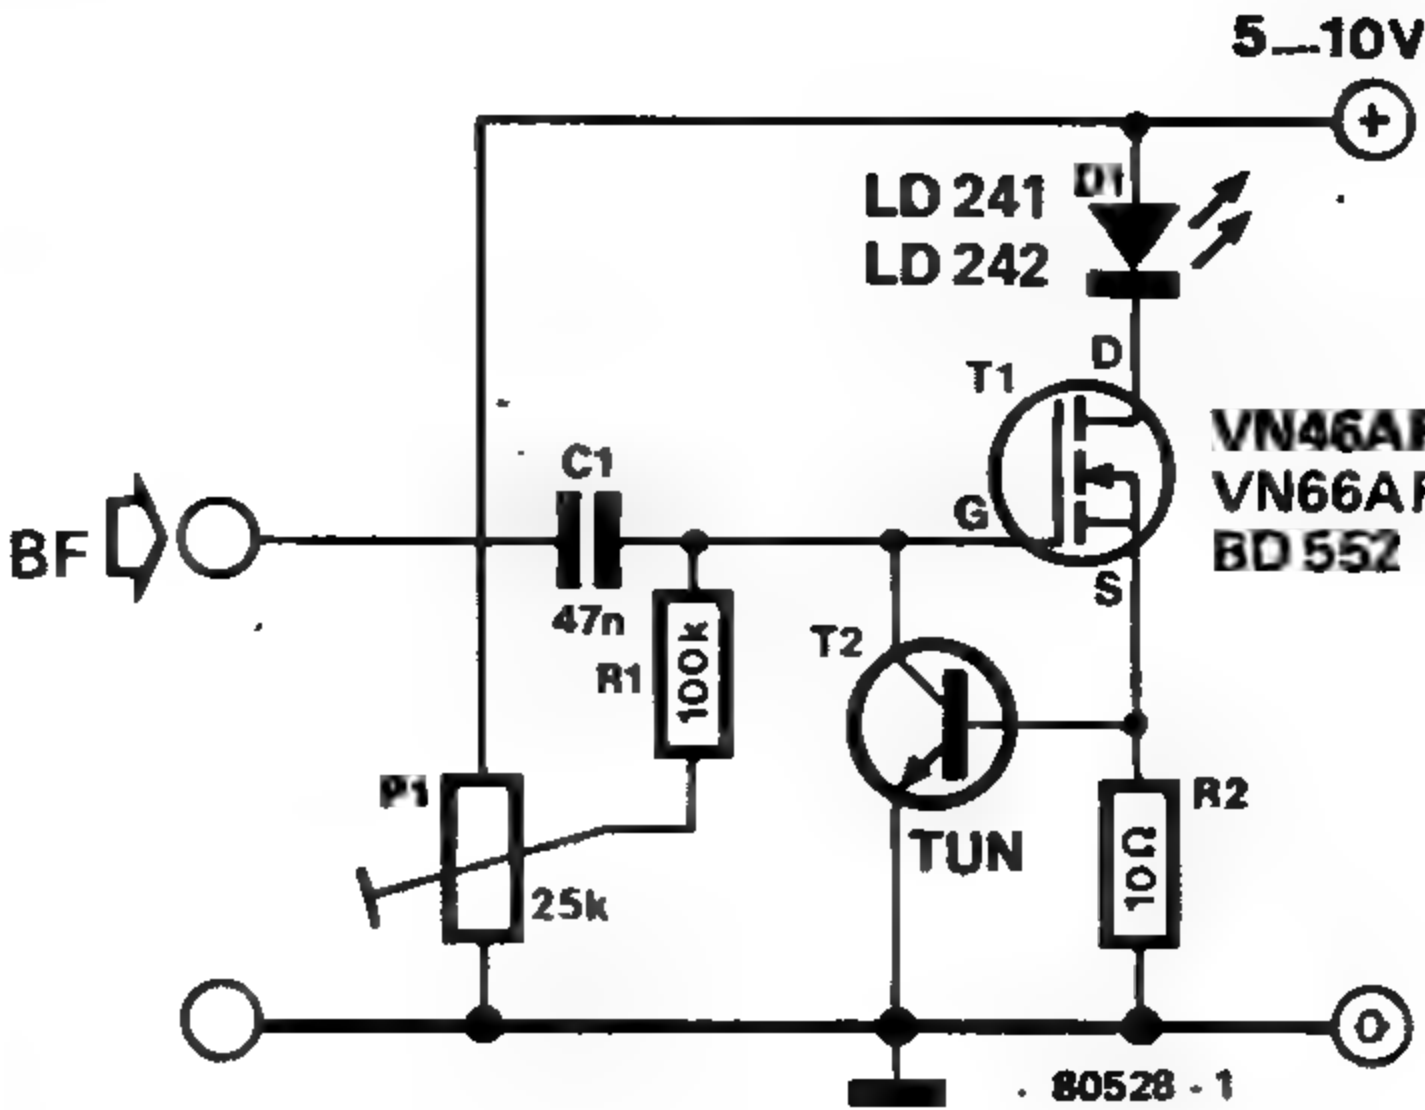 5...10V
+
D1
LD 241
LD 242
D
T1
VN66A
C1
G
BD 552
BF
S
47n
T2
R1
100k
P1
R2
TUN
10Ω
25k
O
80528 - 1